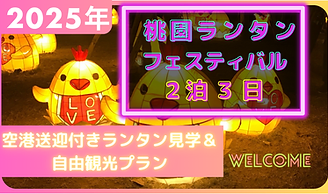 2025年
桃園ランタン
フェスティバル
2泊3日
LOVE
空港送迎付きランタン見学＆
自由観光プラン
WELCOME